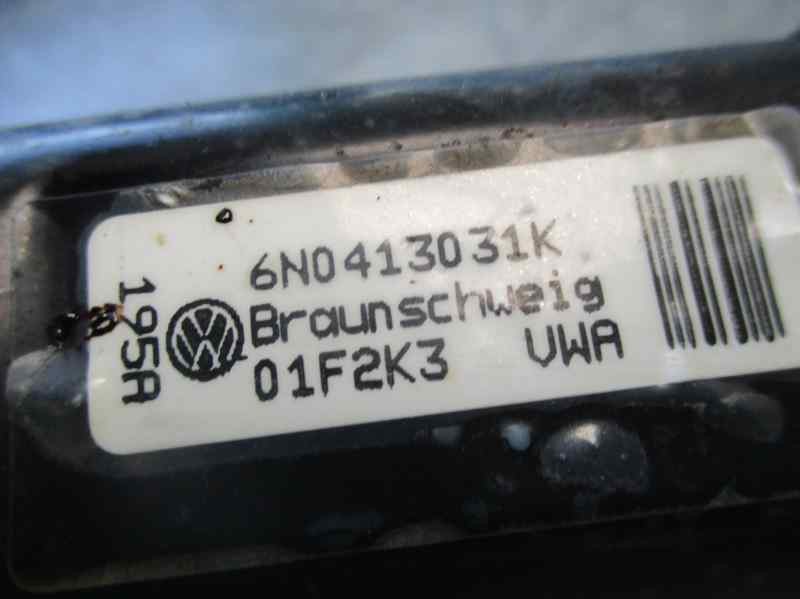 6N0413031K
Braunschweig
01F2K3 VWA
195A